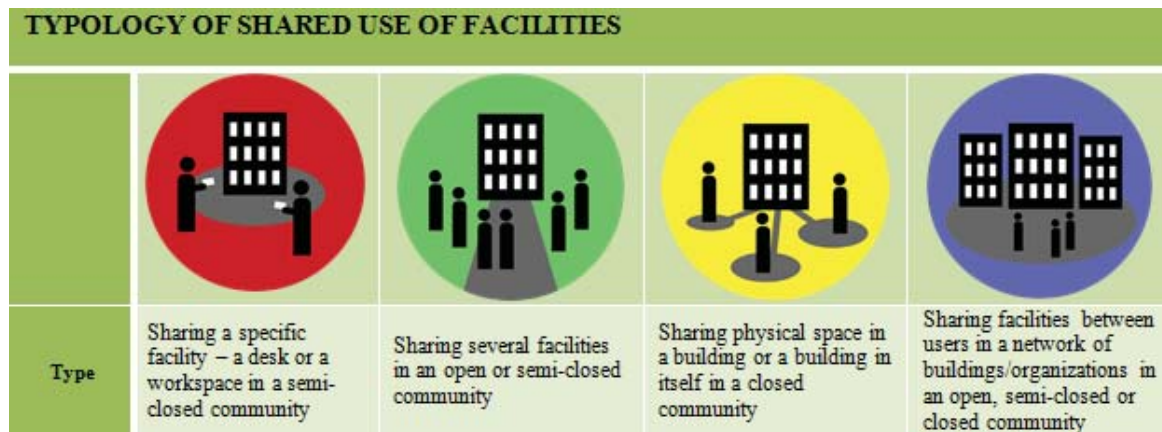 TYPOLOGY OF SHARED USE OF FACILITIES
Type
Sharing a specific
facility – a desk or a
workspace in a semi-
closed community
Sharing several facilities
in an open or semi-closed
community
Sharing physical space in
a building or a building in
itself in a closed
community
Sharing facilities between
users in a network of
buildings/organizations in
an open, semi-closed or
closed community